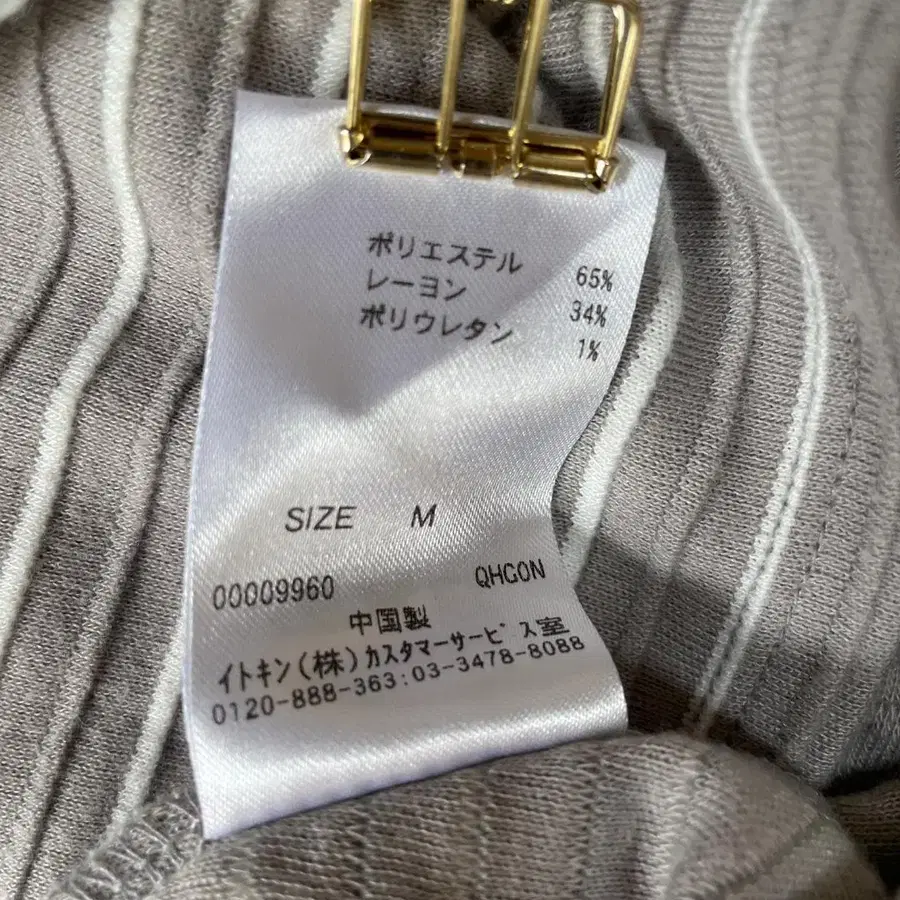 ポリエステル 65%
レーヨン 34%
ポリウレタン 1%
SIZE M
00009960 QHGON
中国製
イトキン(株)カスタマーサービス室
0120-888-363:03-3478-8088